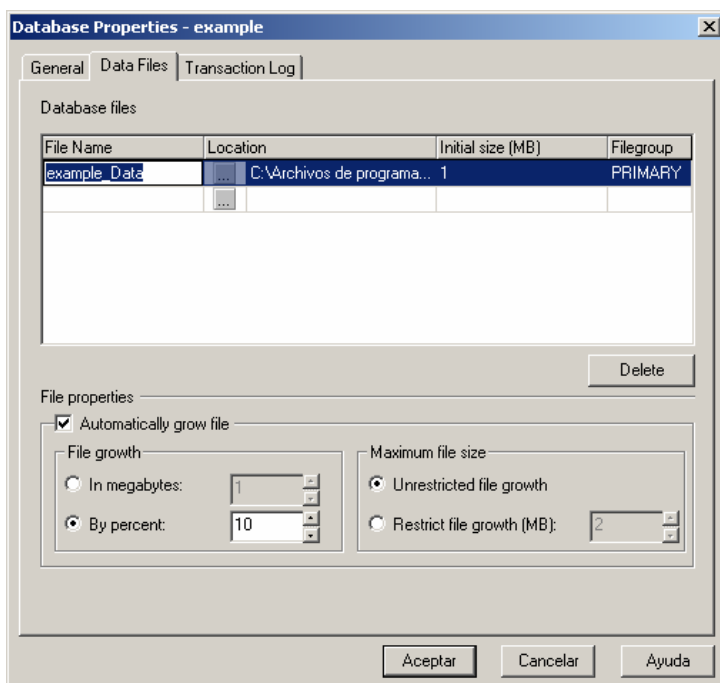 Database Properties - example
General Data Files Transaction Log
Database files
File Name Location Initial size (MB) Filegroup
example_Data ... C:\Archivos de programa... 1 PRIMARY
...
Delete
File properties
Automatically grow file
File growth Maximum file size
In megabytes: 1 Unrestricted file growth
By percent: 10 Restrict file growth (MB): 2
Aceptar Cancelar Ayuda